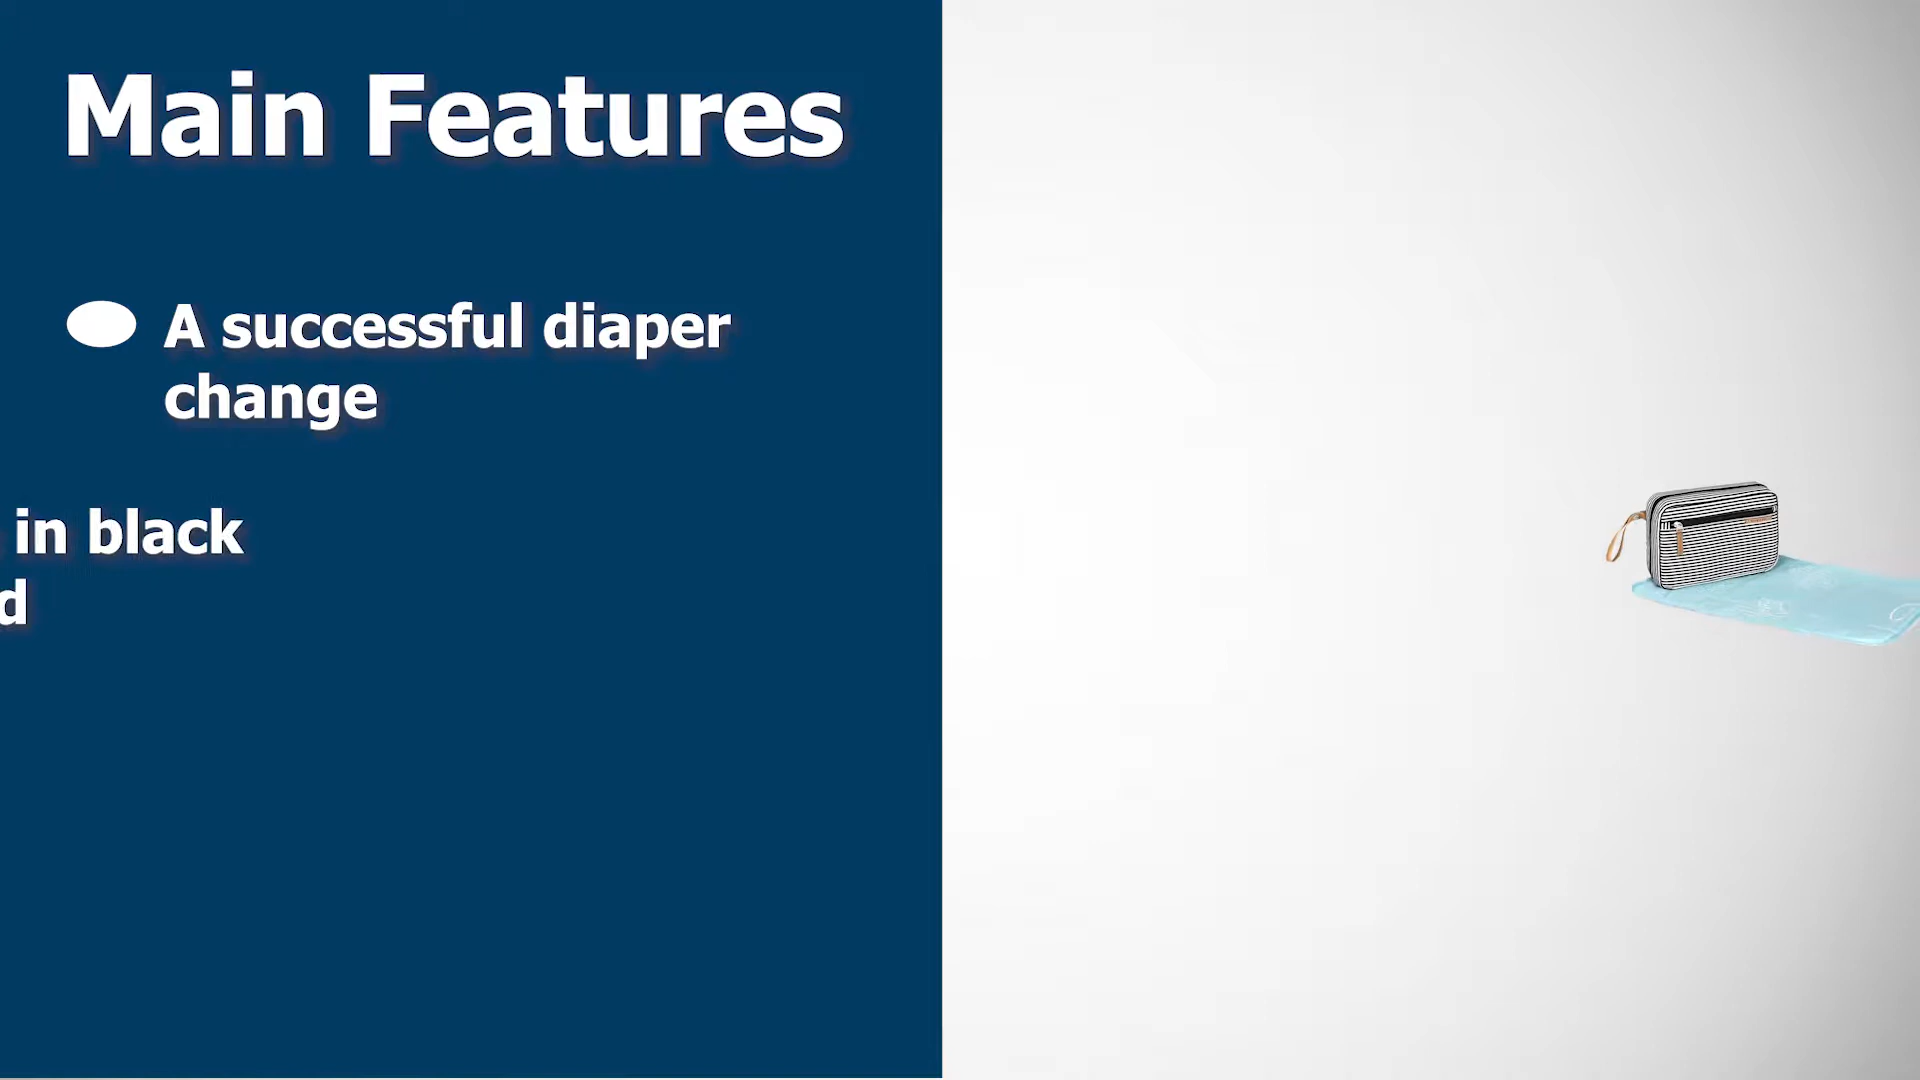 Main Features
A successful diaper
change
in black
d